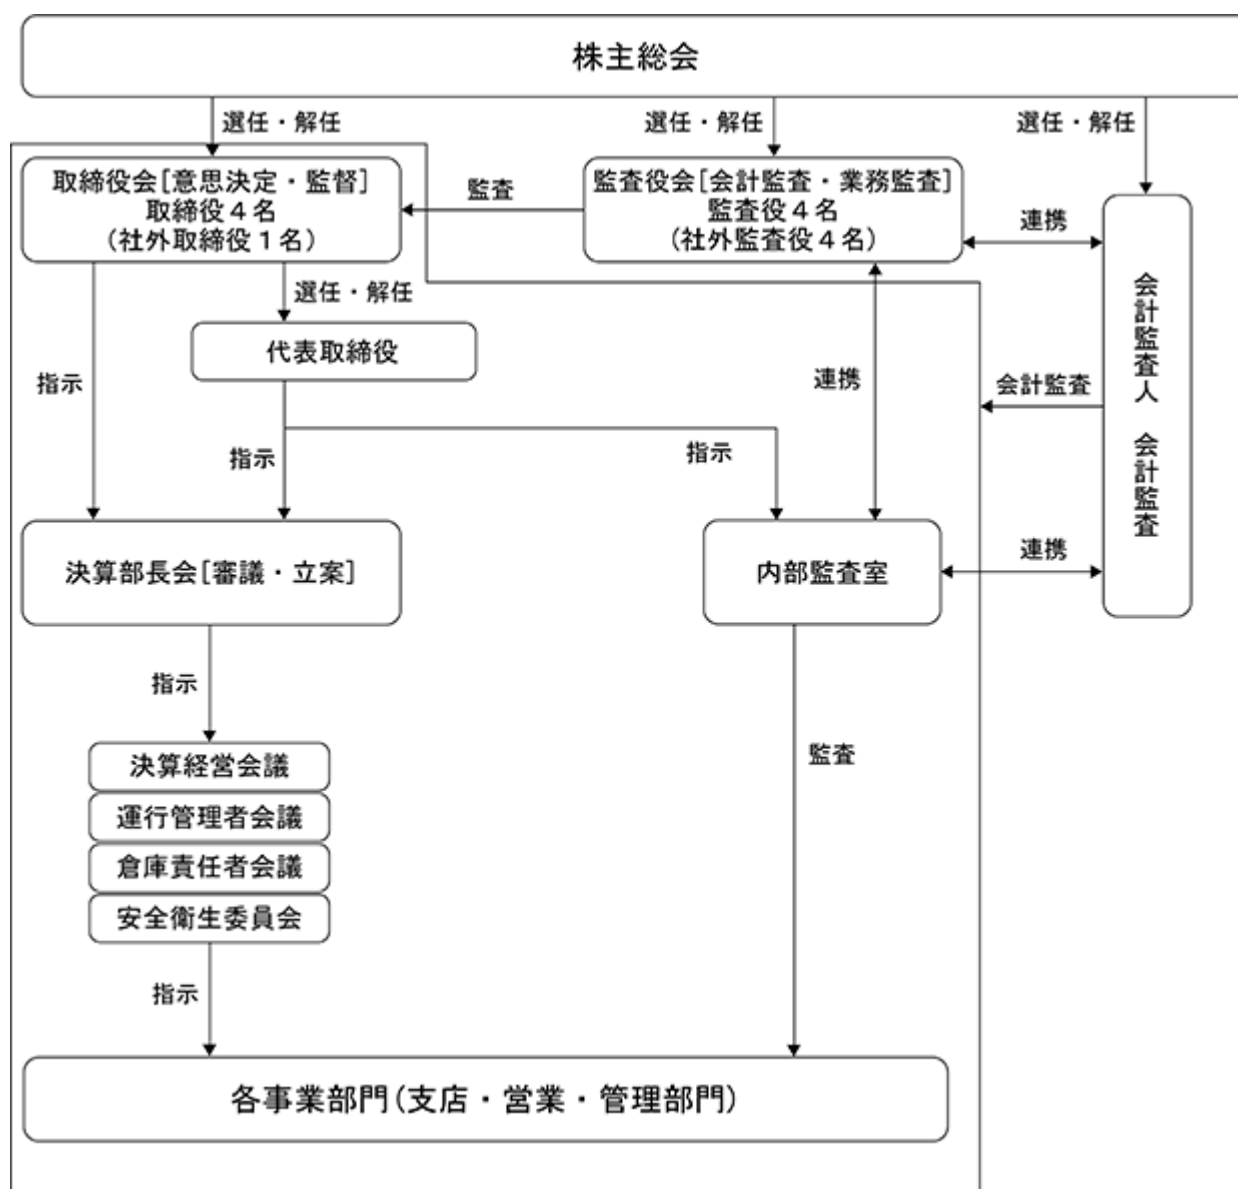 株主総会
選任・解任
選任・解任
選任・解任
取締役会[意思決定・監督]
取締役4名
(社外取締役1名)
監査
監査役会[会計監査・業務監査]
監査役4名
(社外監査役4名)
連携
選任・解任
代表取締役
指示
連携
会計監査
会計監査人 会計監査
指示
指示
決算部長会[審議・立案]
内部監査室
連携
指示
決算経営会議
運行管理者会議
倉庫責任者会議
安全衛生委員会
監査
指示
各事業部門(支店・営業・管理部門)